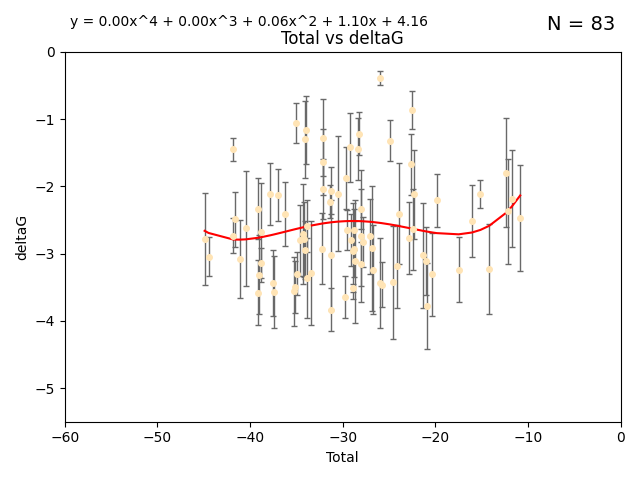 y = 0.00x^4 + 0.00x^3 + 0.06x^2 + 1.10x + 4.16
N = 83
Total vs deltaG
0
−1
−2
−3
−4
−5
deltaG
−60
−50
−40
−30
−20
−10
0
Total